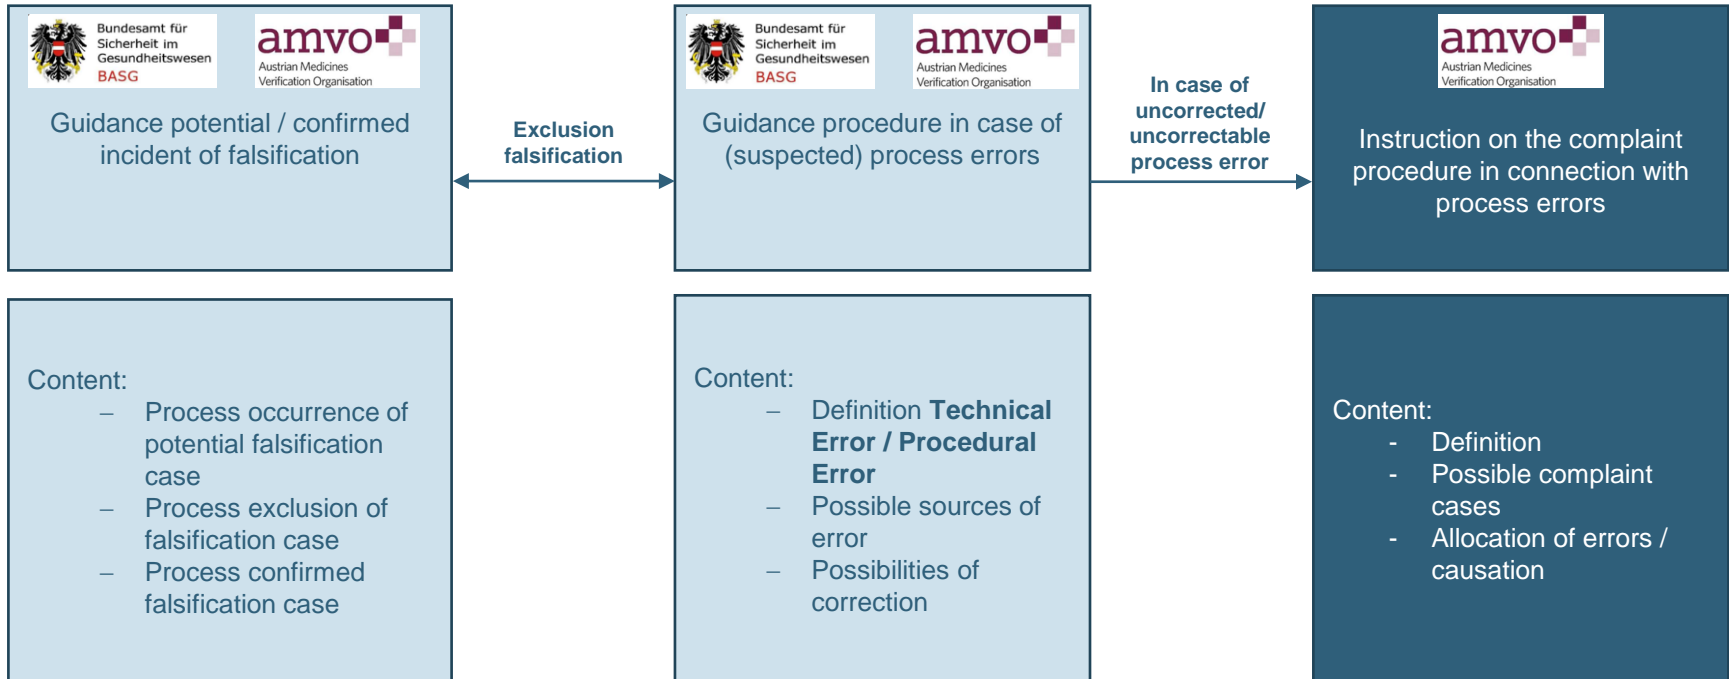 Bundesamt für
Sicherheit im
Gesundheitswesen
BASG
amvo
Austrian Medicines
Verification Organisation
Guidance potential / confirmed
incident of falsification
Exclusion
falsification
Bundesamt für
Sicherheit im
Gesundheitswesen
BASG
amvo
Austrian Medicines
Verification Organisation
Guidance procedure in case of
(suspected) process errors
In case of
uncorrected/
uncorrectable
process error
amvo
Austrian Medicines
Verification Organisation
Instruction on the complaint
procedure in connection with
process errors
Content:
– Process occurrence of
potential falsification
case
– Process exclusion of
falsification case
– Process confirmed
falsification case
Content:
– Definition Technical
Error / Procedural
Error
– Possible sources of
error
– Possibilities of
correction
Content:
- Definition
- Possible complaint
cases
- Allocation of errors /
causation